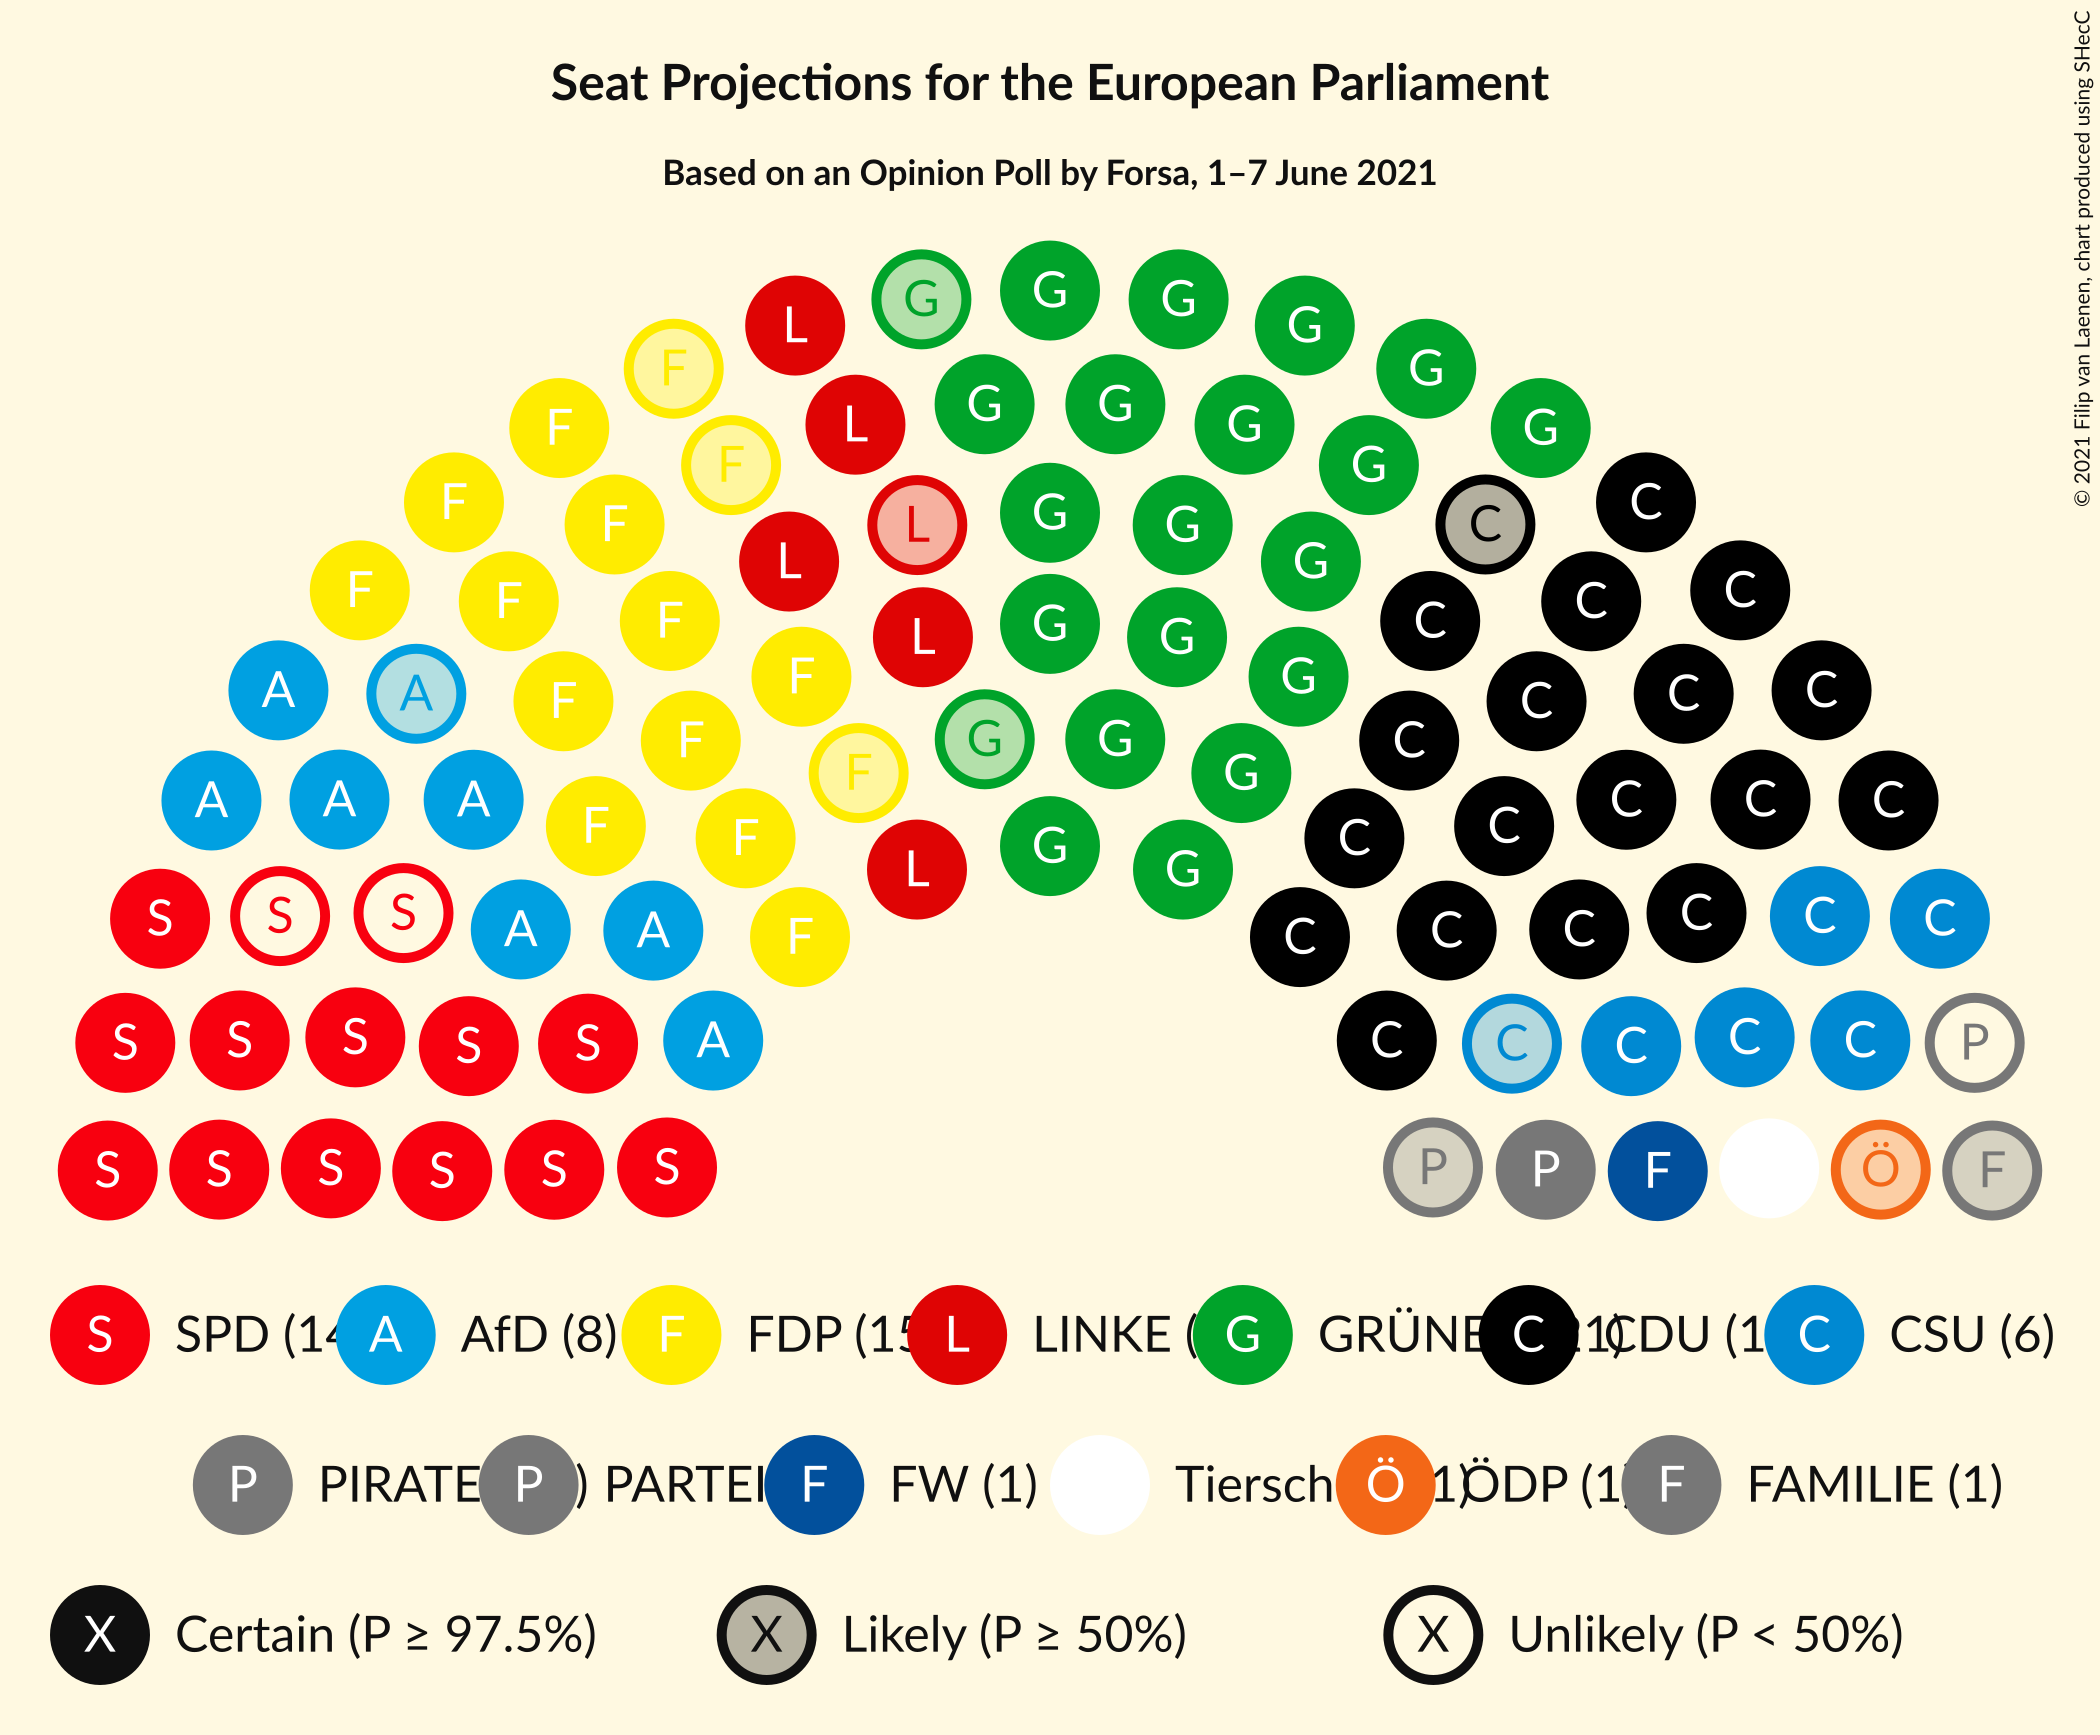 Seat Projections for the European Parliament
Based on an Opinion Poll by Forsa, 1–7 June 2021
© 2021 Filip van Laenen, chart produced using SHecC
G G G G
L L G
F F G
F G G G G G
F F L C C
F F L G G G C C
F F L G G G C C
A A F F F L G G G C C C C
A A A F F F G G G C C C C C C
S S S A A F F L G G C C C C C C
S S S S S A C C C C C P
S S S S S S P P F Ö F
S SPD (14 A AfD (8) F FDP (15 L LINKE ( G GRÜNE 21) C CDU (1 C CSU (6)
P PIRATE P ) PARTEI F FW (1) Tiersch 1) Ö ÖDP (1) F FAMILIE (1)
X Certain (P ≥ 97.5%) X Likely (P ≥ 50%) X Unlikely (P < 50%)